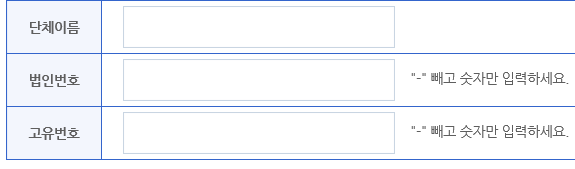 단체이름
법인번호 "-" 빼고 숫자만 입력하세요.
고유번호 "-" 빼고 숫자만 입력하세요.